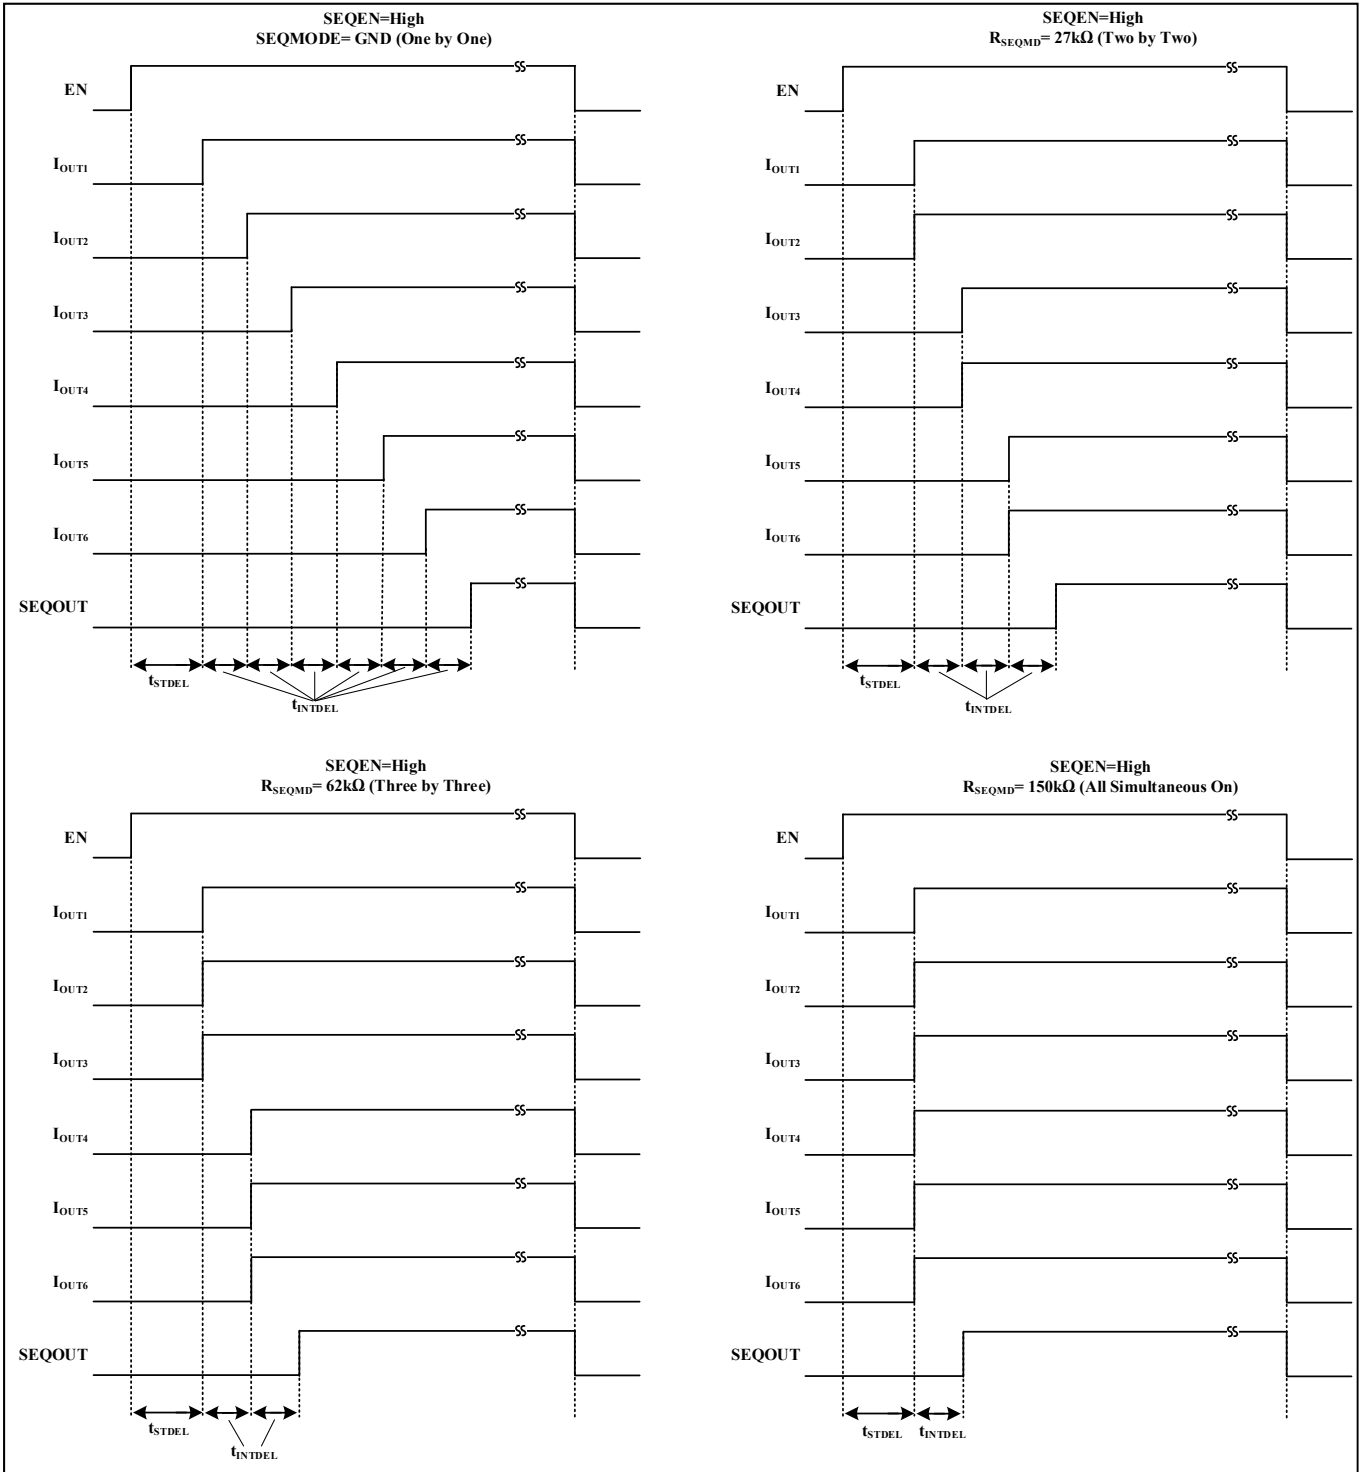 SEQEN=High
SEQMODE= GND (One by One)
EN
IOUT1
IOUT2
IOUT3
IOUT4
IOUT5
IOUT6
SEQOUT
tSTDEL
tINTDEL
SEQEN=High
RSEQMD= 27kΩ (Two by Two)
EN
IOUT1
IOUT2
IOUT3
IOUT4
IOUT5
IOUT6
SEQOUT
tSTDEL
tINTDEL
SEQEN=High
RSEQMD= 62kΩ (Three by Three)
EN
IOUT1
IOUT2
IOUT3
IOUT4
IOUT5
IOUT6
SEQOUT
tSTDEL
tINTDEL
SEQEN=High
RSEQMD= 150kΩ (All Simultaneous On)
EN
IOUT1
IOUT2
IOUT3
IOUT4
IOUT5
IOUT6
SEQOUT
tSTDEL
tINTDEL